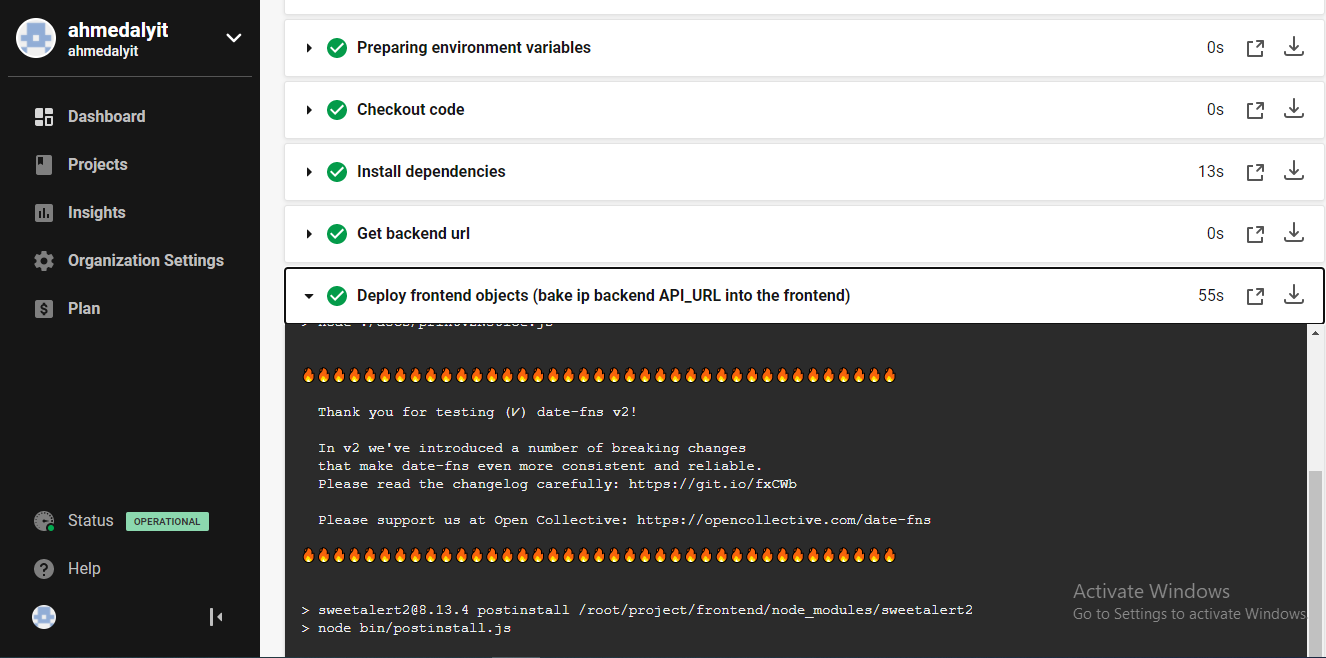 ahmedalyit
ahmedalyit
Dashboard
Projects
Insights
Organization Settings
Plan
Status OPERATIONAL
Help
Preparing environment variables 0s
Checkout code 0s
Install dependencies 13s
Get backend url 0s
Deploy frontend objects (bake ip backend API_URL into the frontend) 55s
> node ./docs/printV2Notice.js
🔥🔥🔥🔥🔥🔥🔥🔥🔥🔥🔥🔥🔥🔥🔥🔥🔥🔥🔥🔥🔥🔥🔥🔥🔥🔥🔥🔥🔥🔥🔥🔥🔥🔥🔥🔥🔥🔥🔥
Thank you for testing (✓) date-fns v2!
In v2 we've introduced a number of breaking changes
that make date-fns even more consistent and reliable.
Please read the changelog carefully: https://git.io/fxCWb
Please support us at Open Collective: https://opencollective.com/date-fns
🔥🔥🔥🔥🔥🔥🔥🔥🔥🔥🔥🔥🔥🔥🔥🔥🔥🔥🔥🔥🔥🔥🔥🔥🔥🔥🔥🔥🔥🔥🔥🔥🔥🔥🔥🔥🔥🔥🔥
> sweetalert2@8.13.4 postinstall /root/project/frontend/node_modules/sweetalert2
> node bin/postinstall.js
Activate Windows
Go to Settings to activate Windows.